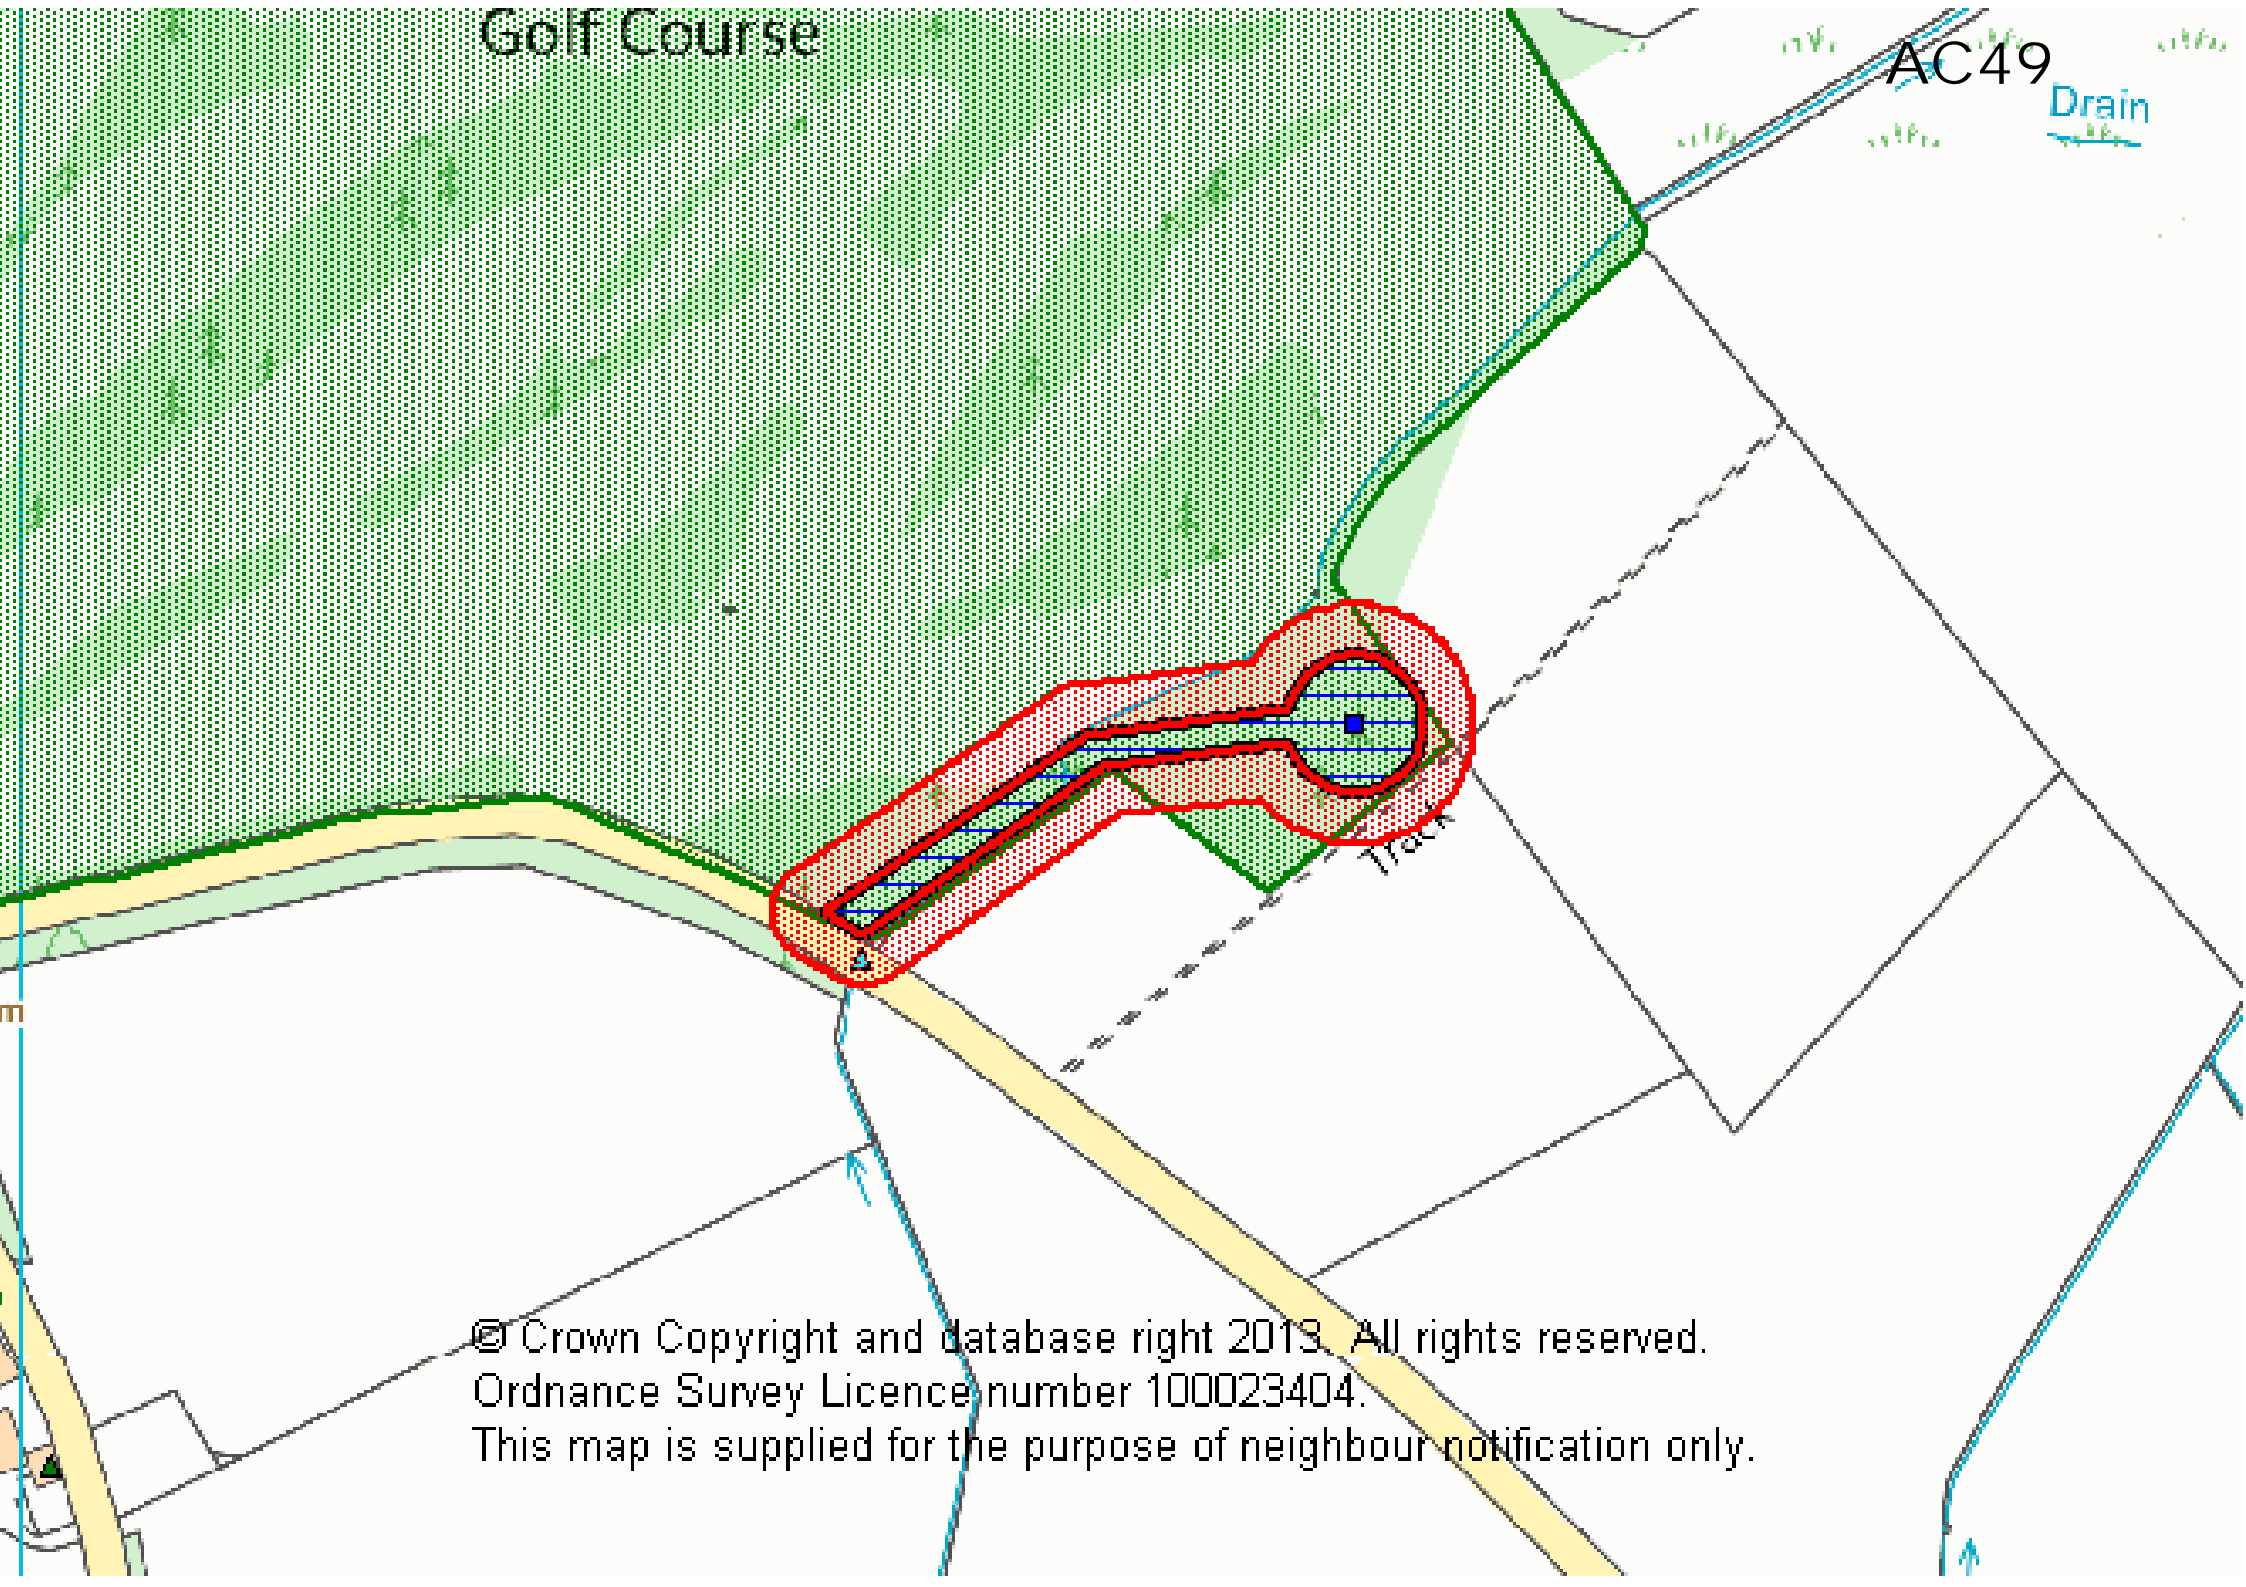 Golf Course
AC49
Drain
Track
m
© Crown Copyright and database right 2013. All rights reserved.
Ordnance Survey Licence number 100023404.
This map is supplied for the purpose of neighbour notification only.